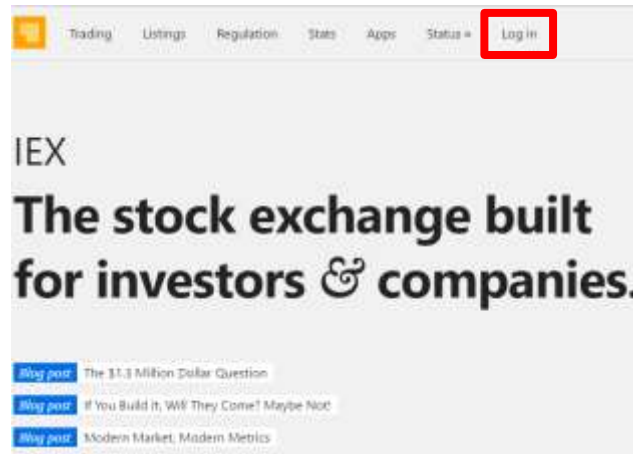 Trading Listings Regulation Stats Apps Status » Log in
IEX
The stock exchange built
for investors & companies.
Blog post The $1.3 Million Dollar Question
Blog post If You Build it, Will They Come? Maybe Not!
Blog post Modern Market, Modern Metrics